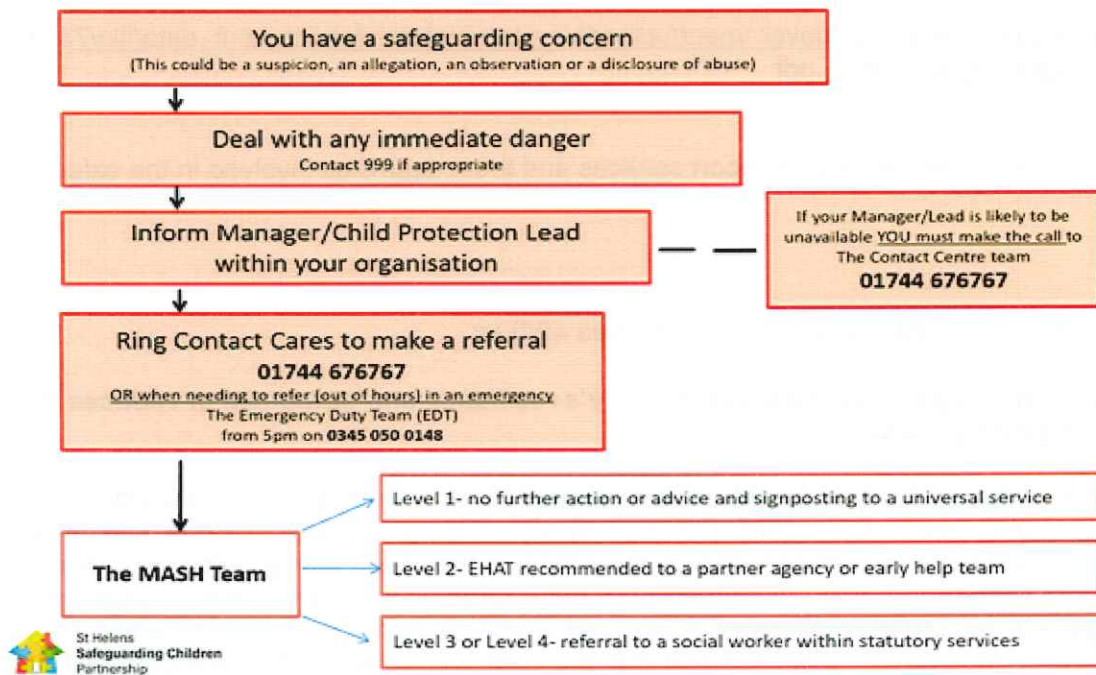 You have a safeguarding concern
(This could be a suspicion, an allegation, an observation or a disclosure of abuse)
Deal with any immediate danger
Contact 999 if appropriate
Inform Manager/Child Protection Lead
within your organisation
If your Manager/Lead is likely to be
unavailable YOU must make the call to
The Contact Centre team
01744 676767
Ring Contact Cares to make a referral
01744 676767
OR when needing to refer (out of hours) in an emergency
The Emergency Duty Team (EDT)
from 5pm on 0345 050 0148
The MASH Team
Level 1- no further action or advice and signposting to a universal service
Level 2- EHAT recommended to a partner agency or early help team
Level 3 or Level 4- referral to a social worker within statutory services
St Helens
Safeguarding Children
Partnership